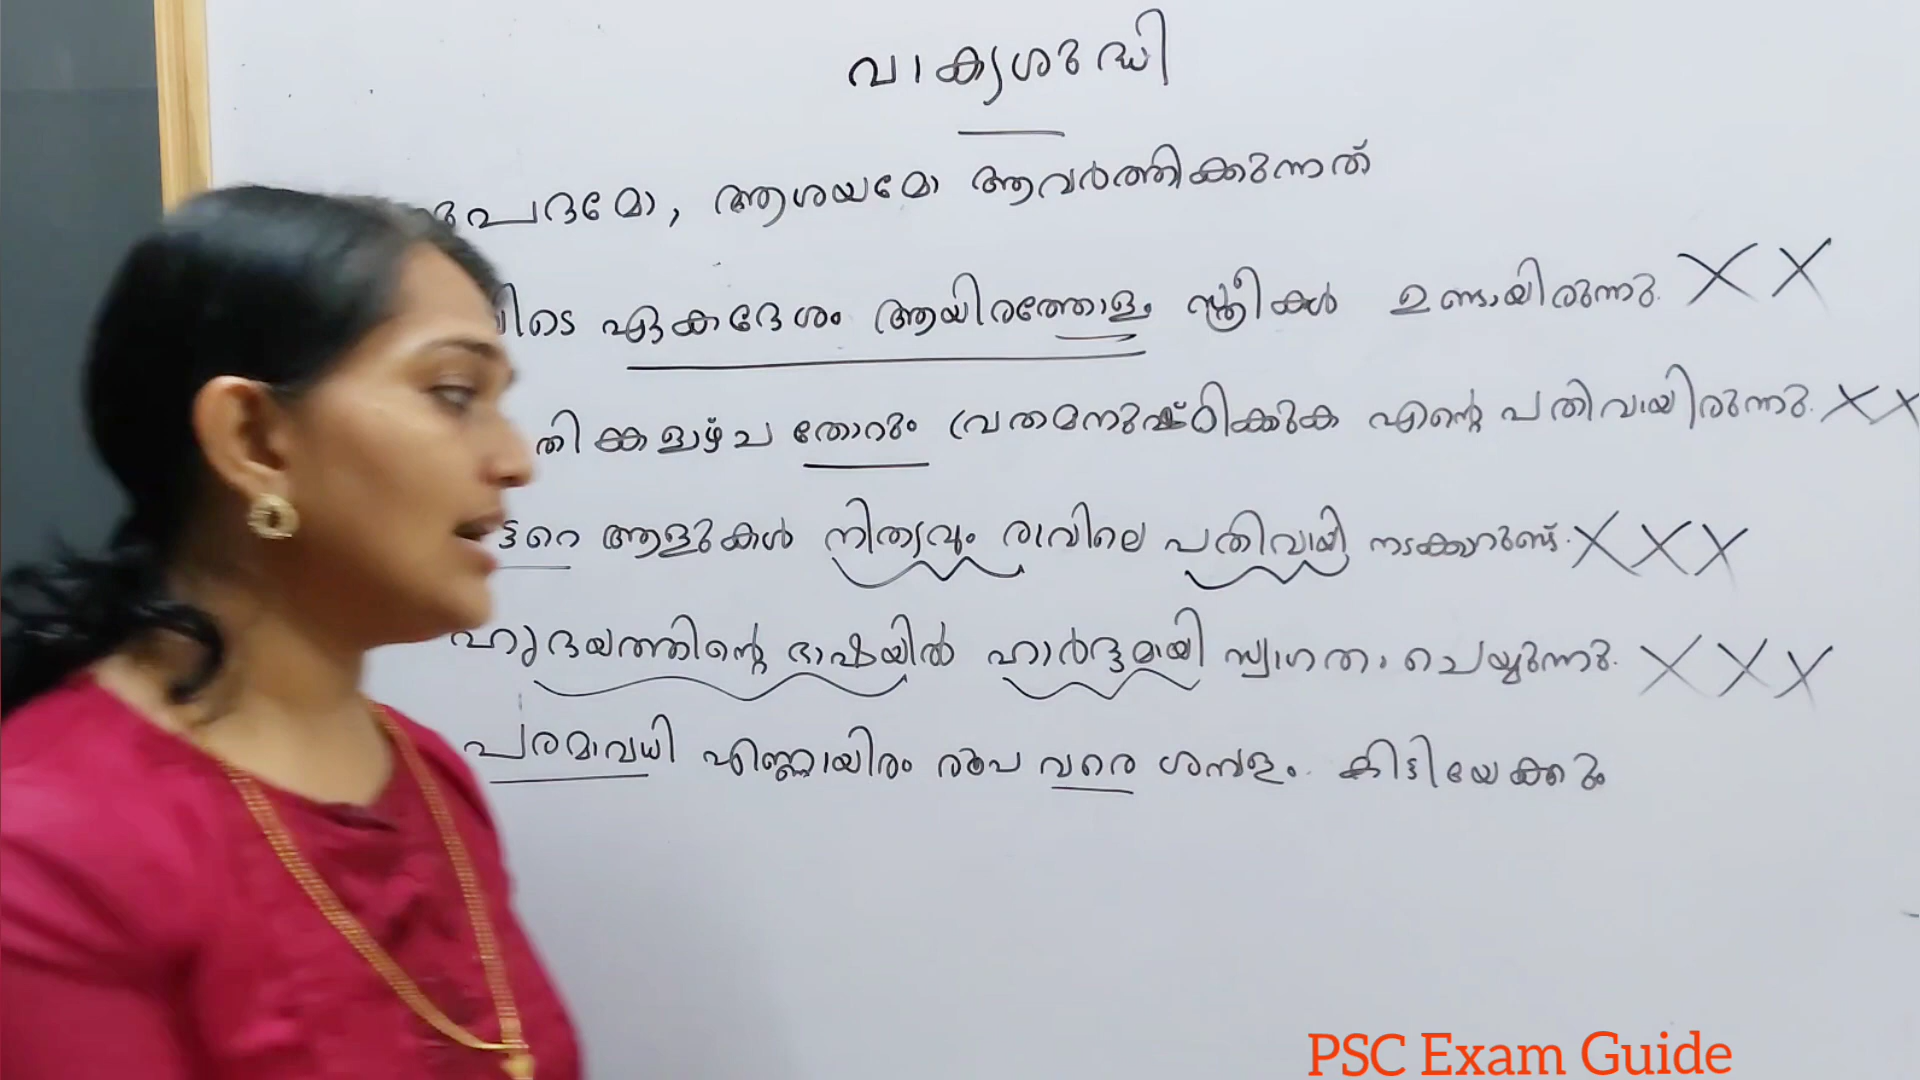 വാക്യശുദ്ധി
പദമോ, ആശയമോ ആവർത്തിക്കുന്നത്
ഏകദേശം ആയിരത്തോളം സ്ത്രീകൾ ഉണ്ടായിരുന്നു. X X
തിങ്കളാഴ്ച തോറും വ്രതമനുഷ്ഠിക്കുക എന്റെ പതിവായിരുന്നു. X X
ആളുകൾ നിത്യവും രാവിലെ പതിവായി നടക്കാറുണ്ട്. X X X
ഹൃദയത്തിന്റെ ഭാഷയിൽ ഹാർദ്ദമായി സ്വാഗതം ചെയ്യുന്നു. X X X
പരമാവധി എണ്ണായിരം രൂപ വരെ ശമ്പളം കിട്ടിയേക്കും
PSC Exam Guide